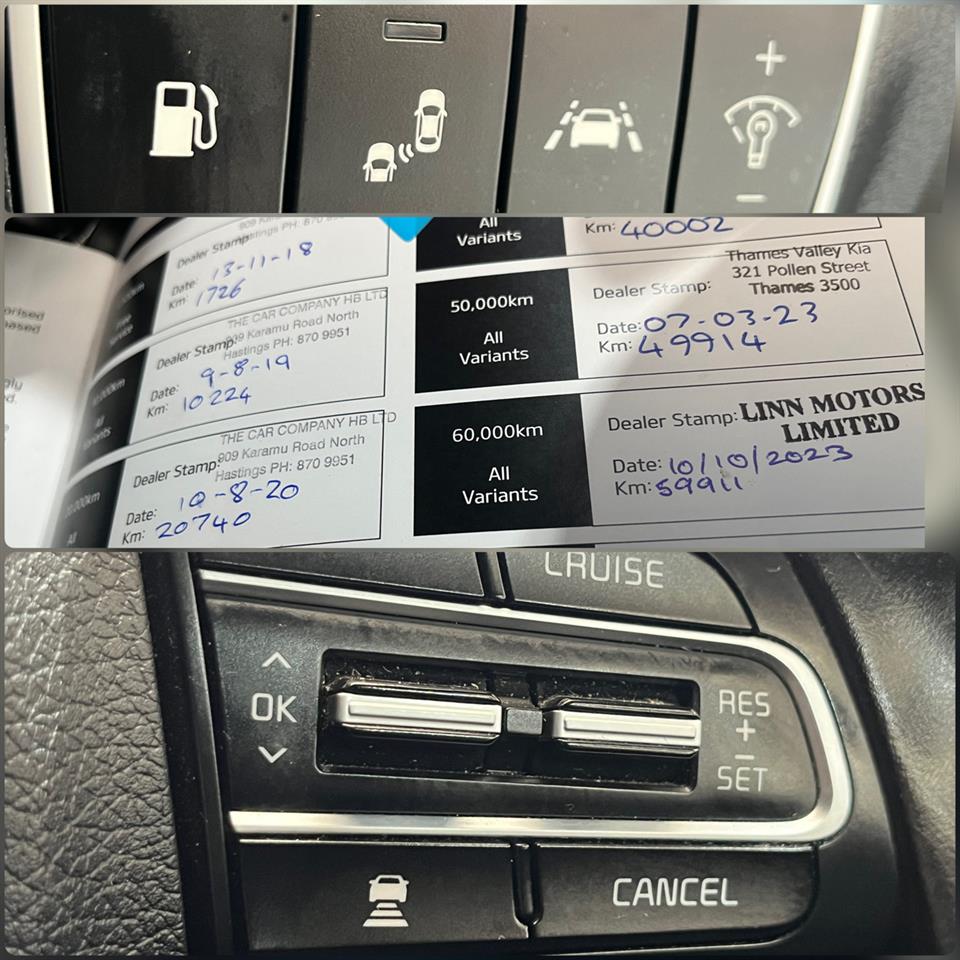 +
−
Dealer Stamp:
Date: 13-11-18
Km: 1726
THE CAR COMPANY HB LTD
909 Karamu Road North
Dealer Stamp: Hastings PH: 870 9951
Date: 9-8-19
Km: 10224
THE CAR COMPANY HB LTD
909 Karamu Road North
Dealer Stamp: Hastings PH: 870 9951
Date: 10-8-20
Km: 20740
All
All
Variants
Km: 40002
50,000km
All
Variants
Thames Valley Kia
321 Pollen Street
Dealer Stamp: Thames 3500
Date: 07-03-23
Km: 49914
60,000km
All
Variants
Dealer Stamp: LINN MOTORS
LIMITED
Date: 10/10/2023
Km: 59911
CRUISE
OK
RES
+
−
SET
CANCEL